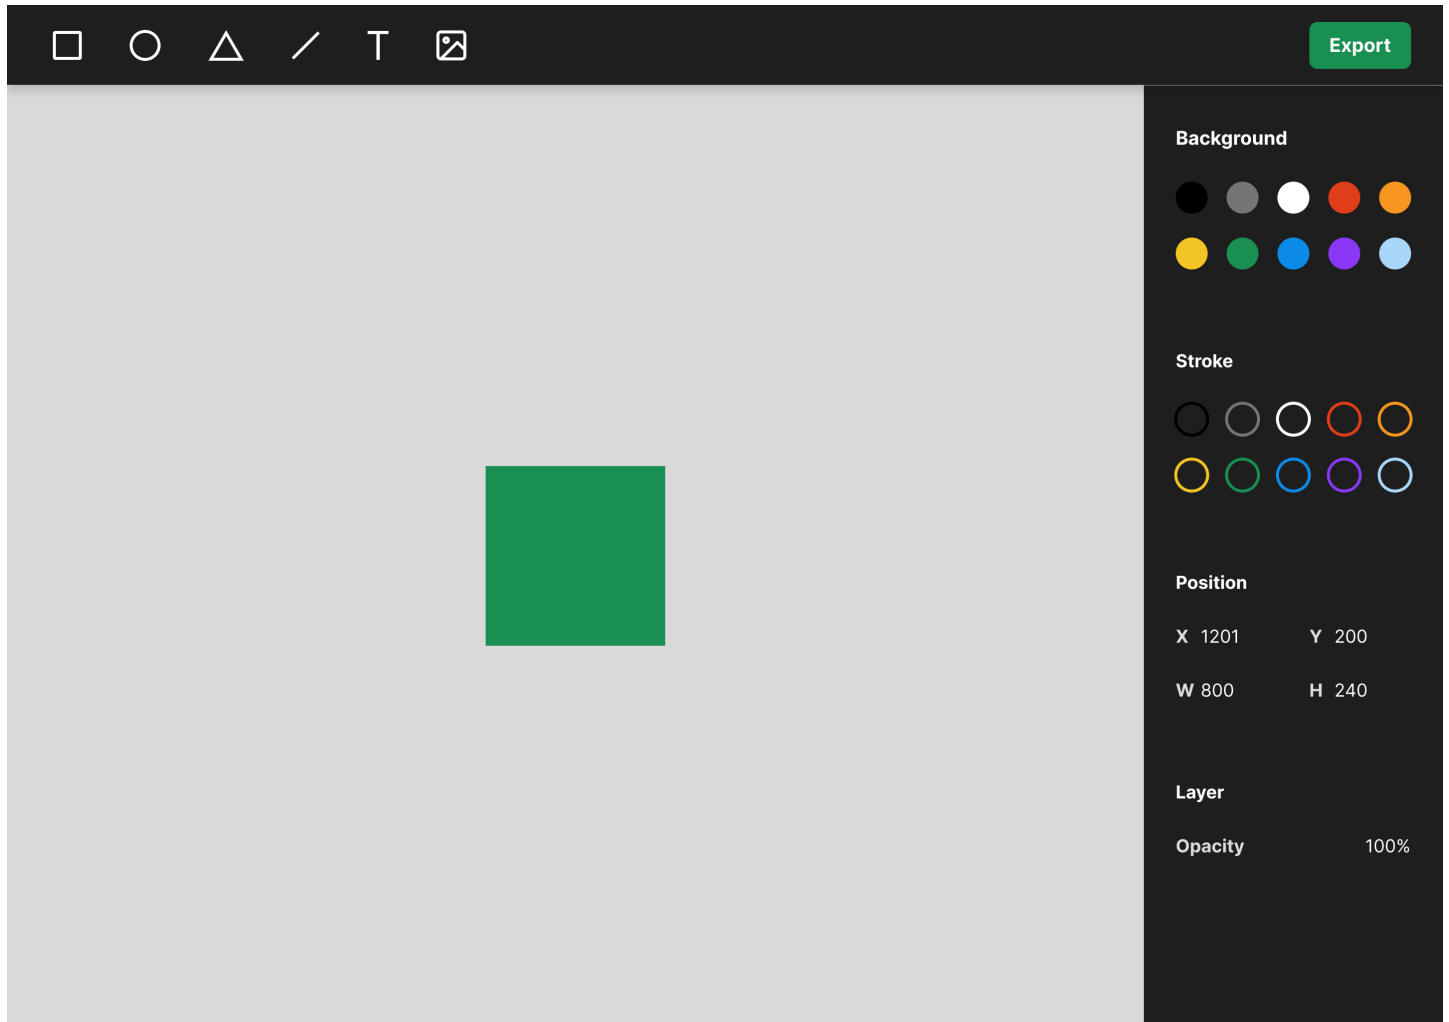 Export
Background
Stroke
Position
X 1201 Y 200
W 800 H 240
Layer
Opacity 100%